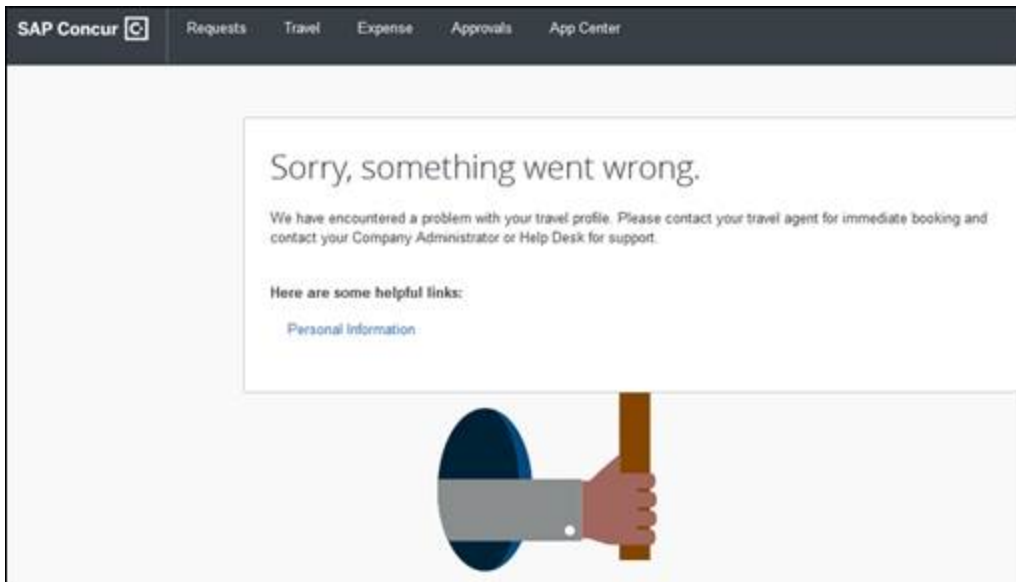 SAP Concur C Requests Travel Expense Approvals App Center
Sorry, something went wrong.
We have encountered a problem with your travel profile. Please contact your travel agent for immediate booking and
contact your Company Administrator or Help Desk for support.
Here are some helpful links:
Personal Information